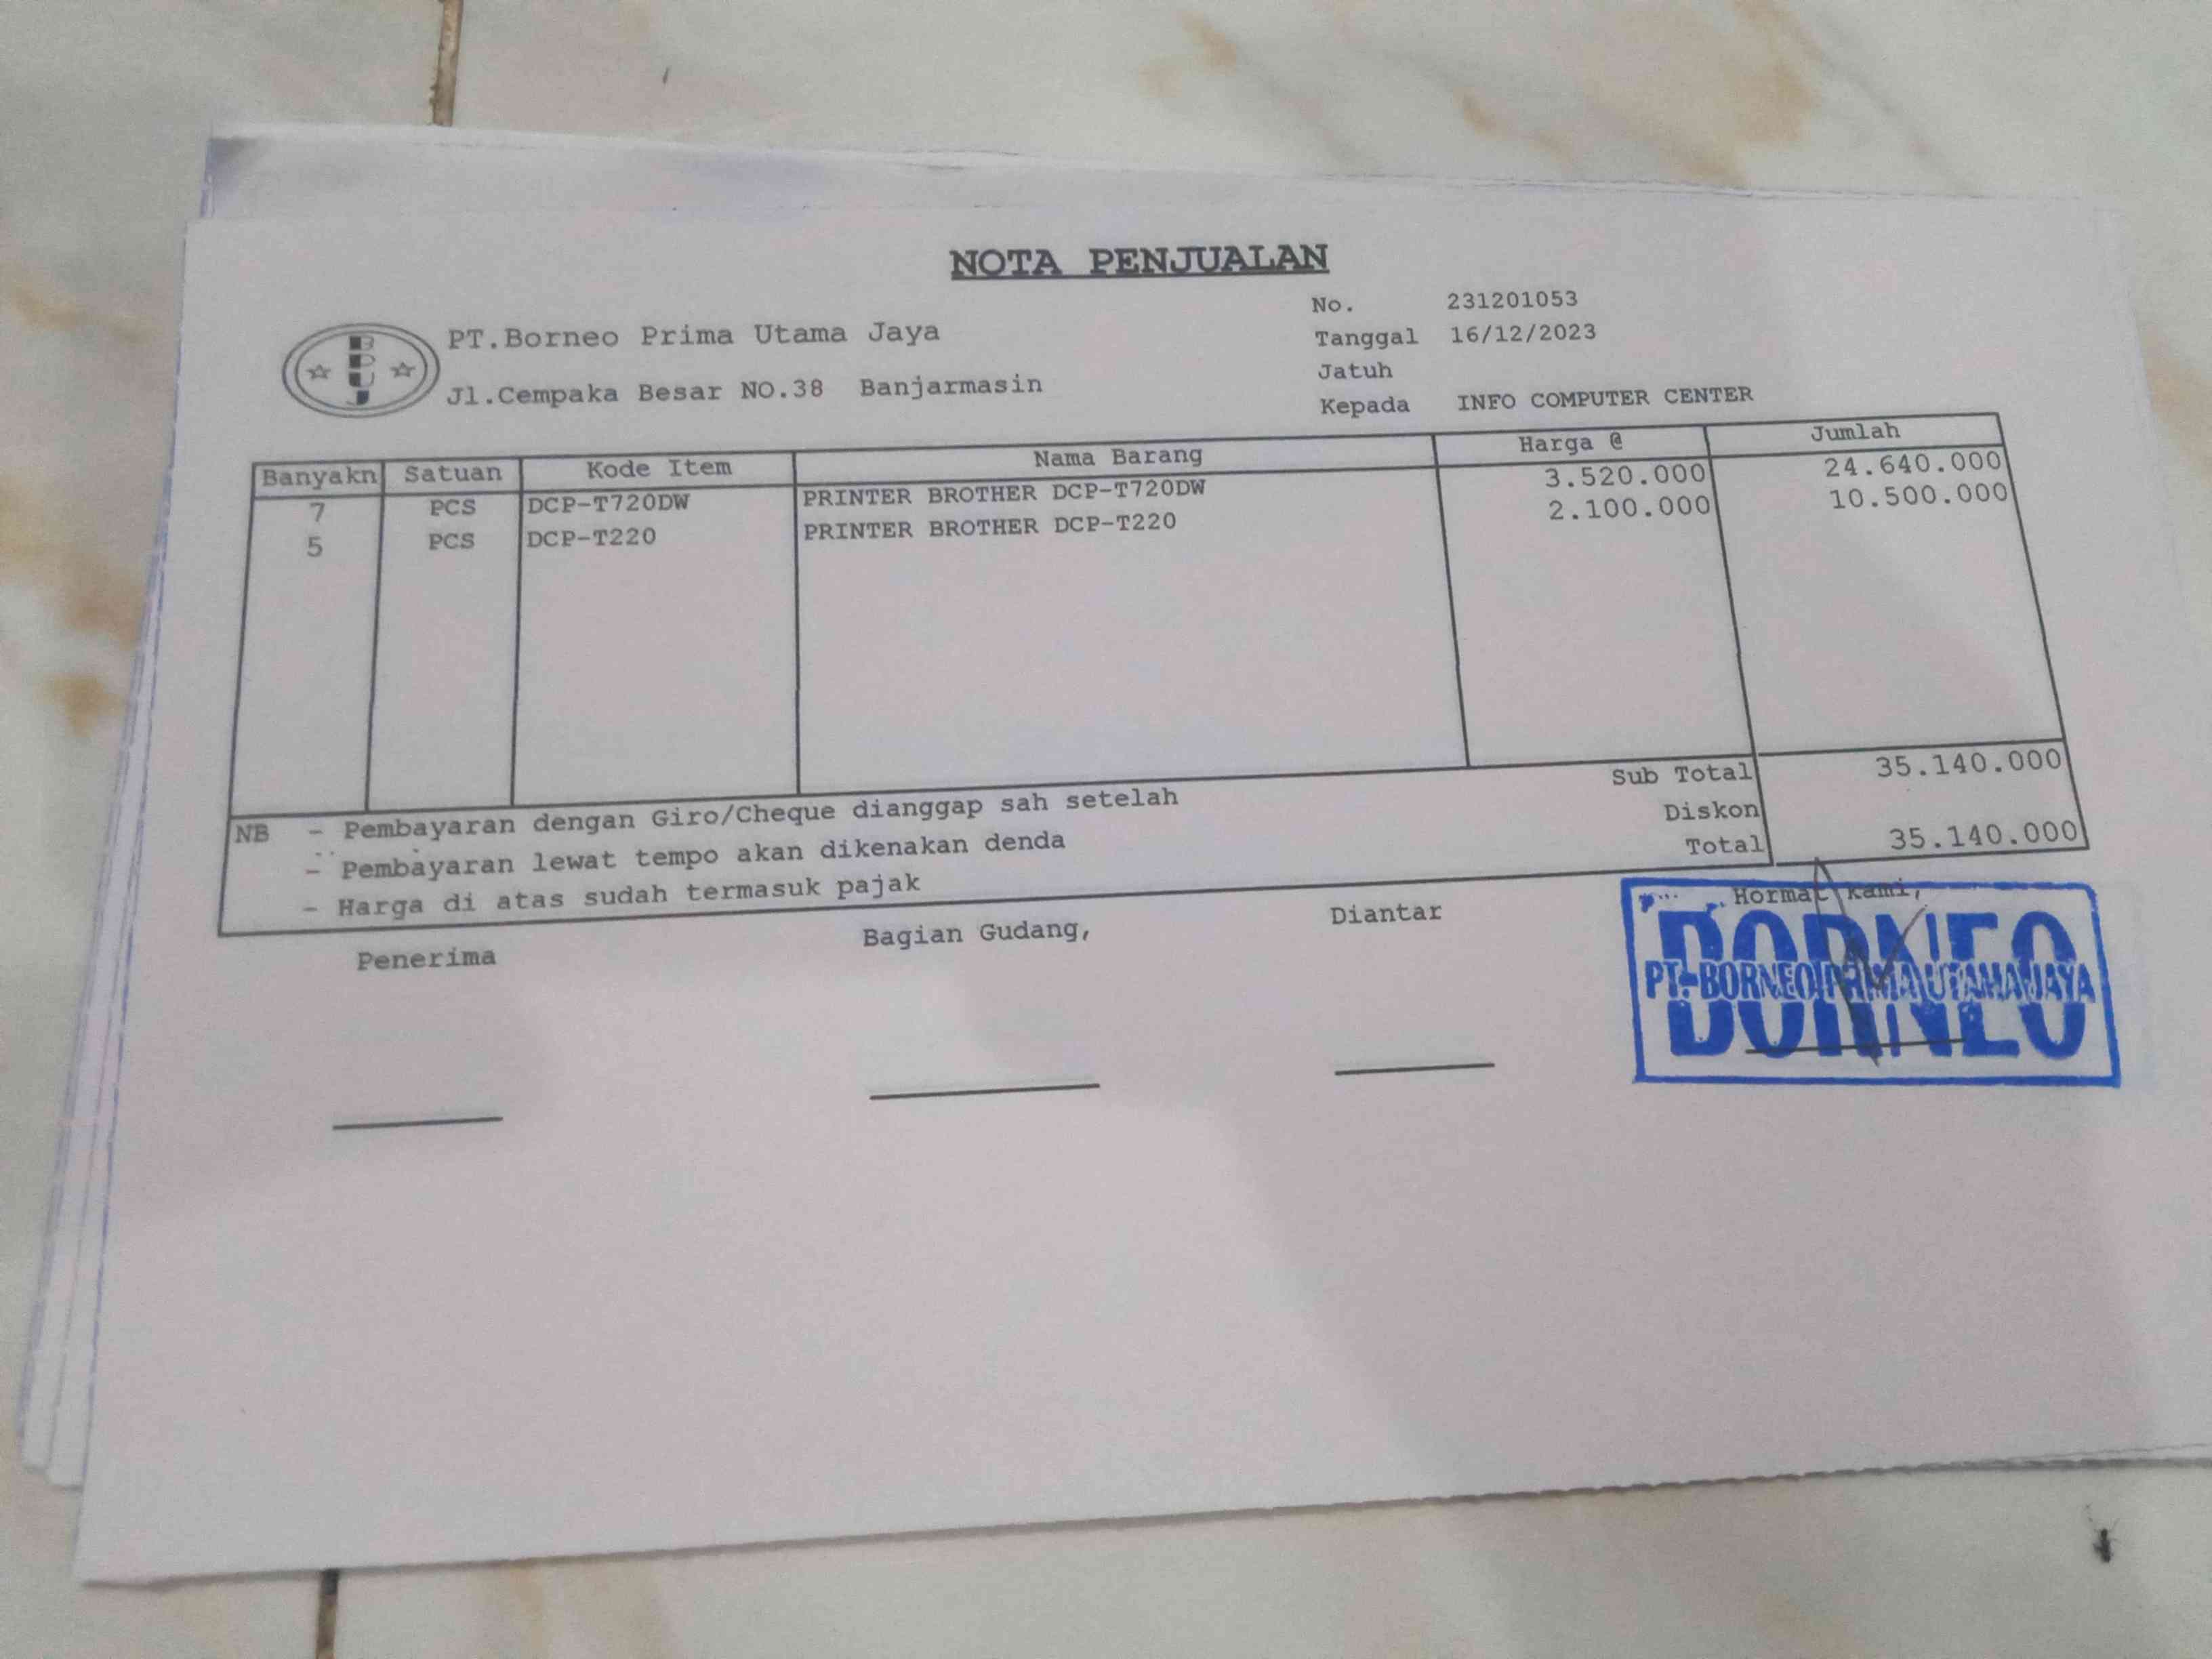 NOTA PENJUALAN
No. 231201053
Tanggal 16/12/2023
Jatuh
Kepada INFO COMPUTER CENTER
B
P
U
J
PT.Borneo Prima Utama Jaya
Jl.Cempaka Besar NO.38 Banjarmasin
Banyakn Satuan Kode Item Nama Barang Harga @ Jumlah
7 PCS DCP-T720DW PRINTER BROTHER DCP-T720DW 3.520.000 24.640.000
5 PCS DCP-T220 PRINTER BROTHER DCP-T220 2.100.000 10.500.000
Sub Total 35.140.000
Diskon
Total 35.140.000
NB - Pembayaran dengan Giro/Cheque dianggap sah setelah
- Pembayaran lewat tempo akan dikenakan denda
- Harga di atas sudah termasuk pajak
Penerima Bagian Gudang, Diantar Hormat kami,
BORNEO
PT. BORNEO PRIMA UTAMA JAYA